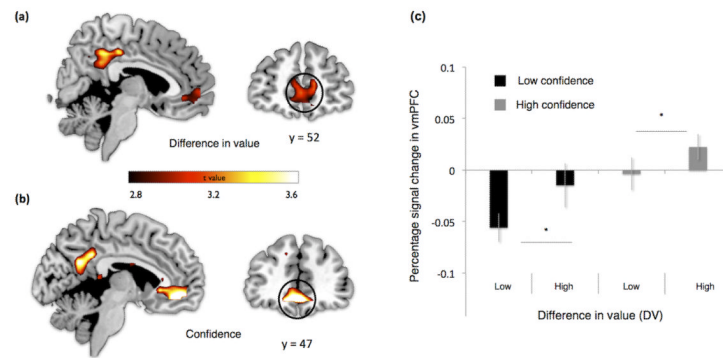 (a)
Difference in value
y = 52
t value
2.8
3.2
3.6
(b)
Confidence
y = 47
(c)
Percentage signal change in vmPFC
0.1
0.05
0
-0.05
-0.1
Low confidence
High confidence
*
*
Low
High
Low
High
Difference in value (DV)